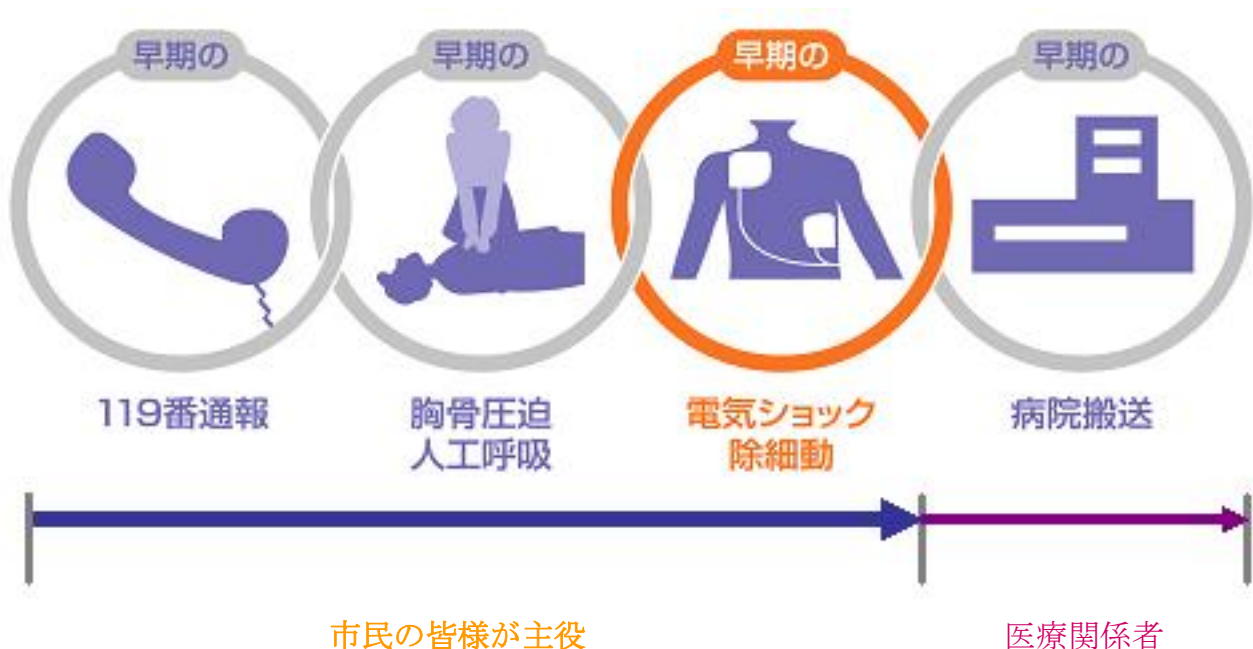 早期の
早期の
早期の
早期の
119番通報
胸骨圧迫
人工呼吸
電気ショック
除細動
病院搬送
市民の皆様が主役
医療関係者